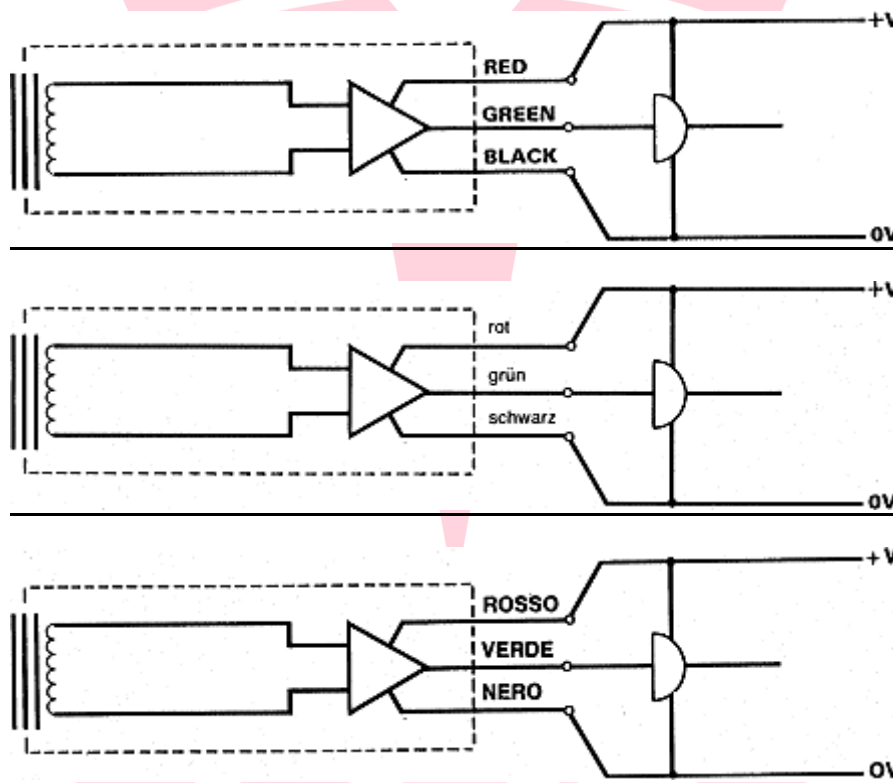 +V
RED
GREEN
BLACK
0V
+V
rot
grün
schwarz
0V
+V
ROSSO
VERDE
NERO
0V